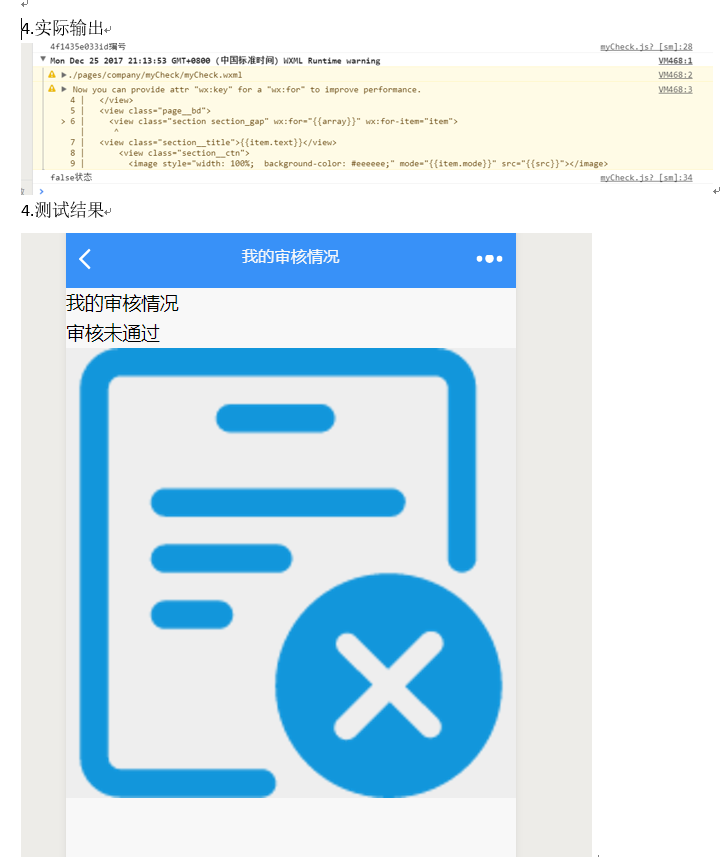 4.实际输出
4f1435e033id编号 myCheck.js? [sm]:28
Mon Dec 25 2017 21:13:53 GMT+0800 (中国标准时间) WXML Runtime warning VM468:1
./pages/company/myCheck/myCheck.wxml VM468:2
Now you can provide attr "wx:key" for a "wx:for" to improve performance. VM468:3
4 | </view>
5 | <view class="page__bd">
> 6 | <view class="section section_gap" wx:for="{{array}}" wx:for-item="item">
| ^
7 | <view class="section__title">{{item.text}}</view>
8 | <view class="section__ctn">
9 | <image style="width: 100%; background-color: #eeeeee;" mode="{{item.mode}}" src="{{src}}"></image>
false状态 myCheck.js? [sm]:34
4.测试结果
我的审核情况
我的审核情况
审核未通过